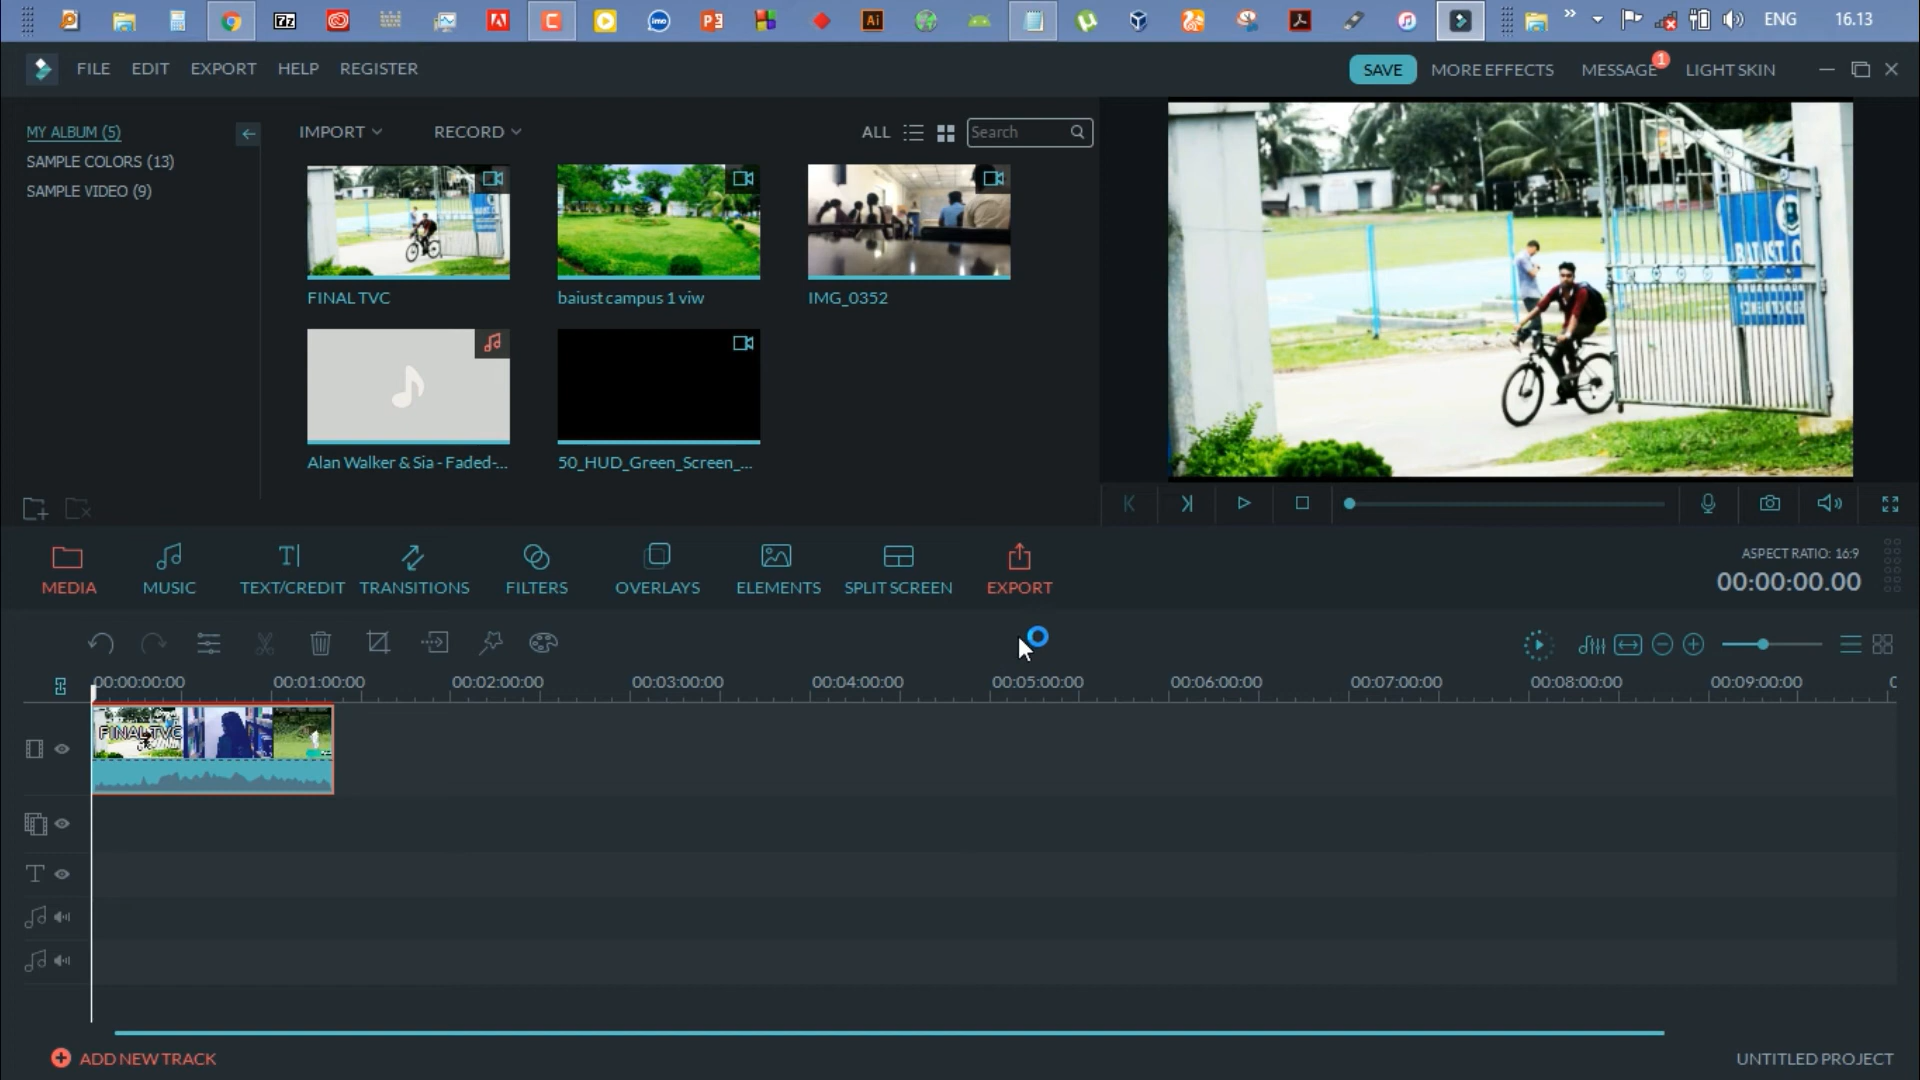 ENG 16.13
FILE EDIT EXPORT HELP REGISTER
SAVE MORE EFFECTS MESSAGE 1 LIGHT SKIN
MY ALBUM (5)
SAMPLE COLORS (13)
SAMPLE VIDEO (9)
IMPORT RECORD ALL Search
FINAL TVC baiust campus 1 viw IMG_0352
Alan Walker & Sia - Faded-... 50_HUD_Green_Screen_...
MEDIA MUSIC TEXT/CREDIT TRANSITIONS FILTERS OVERLAYS ELEMENTS SPLIT SCREEN EXPORT
ASPECT RATIO: 16:9
00:00:00.00
00:00:00:00 00:01:00:00 00:02:00:00 00:03:00:00 00:04:00:00 00:05:00:00 00:06:00:00 00:07:00:00 00:08:00:00 00:09:00:00
FINAL TVC
ADD NEW TRACK
UNTITLED PROJECT